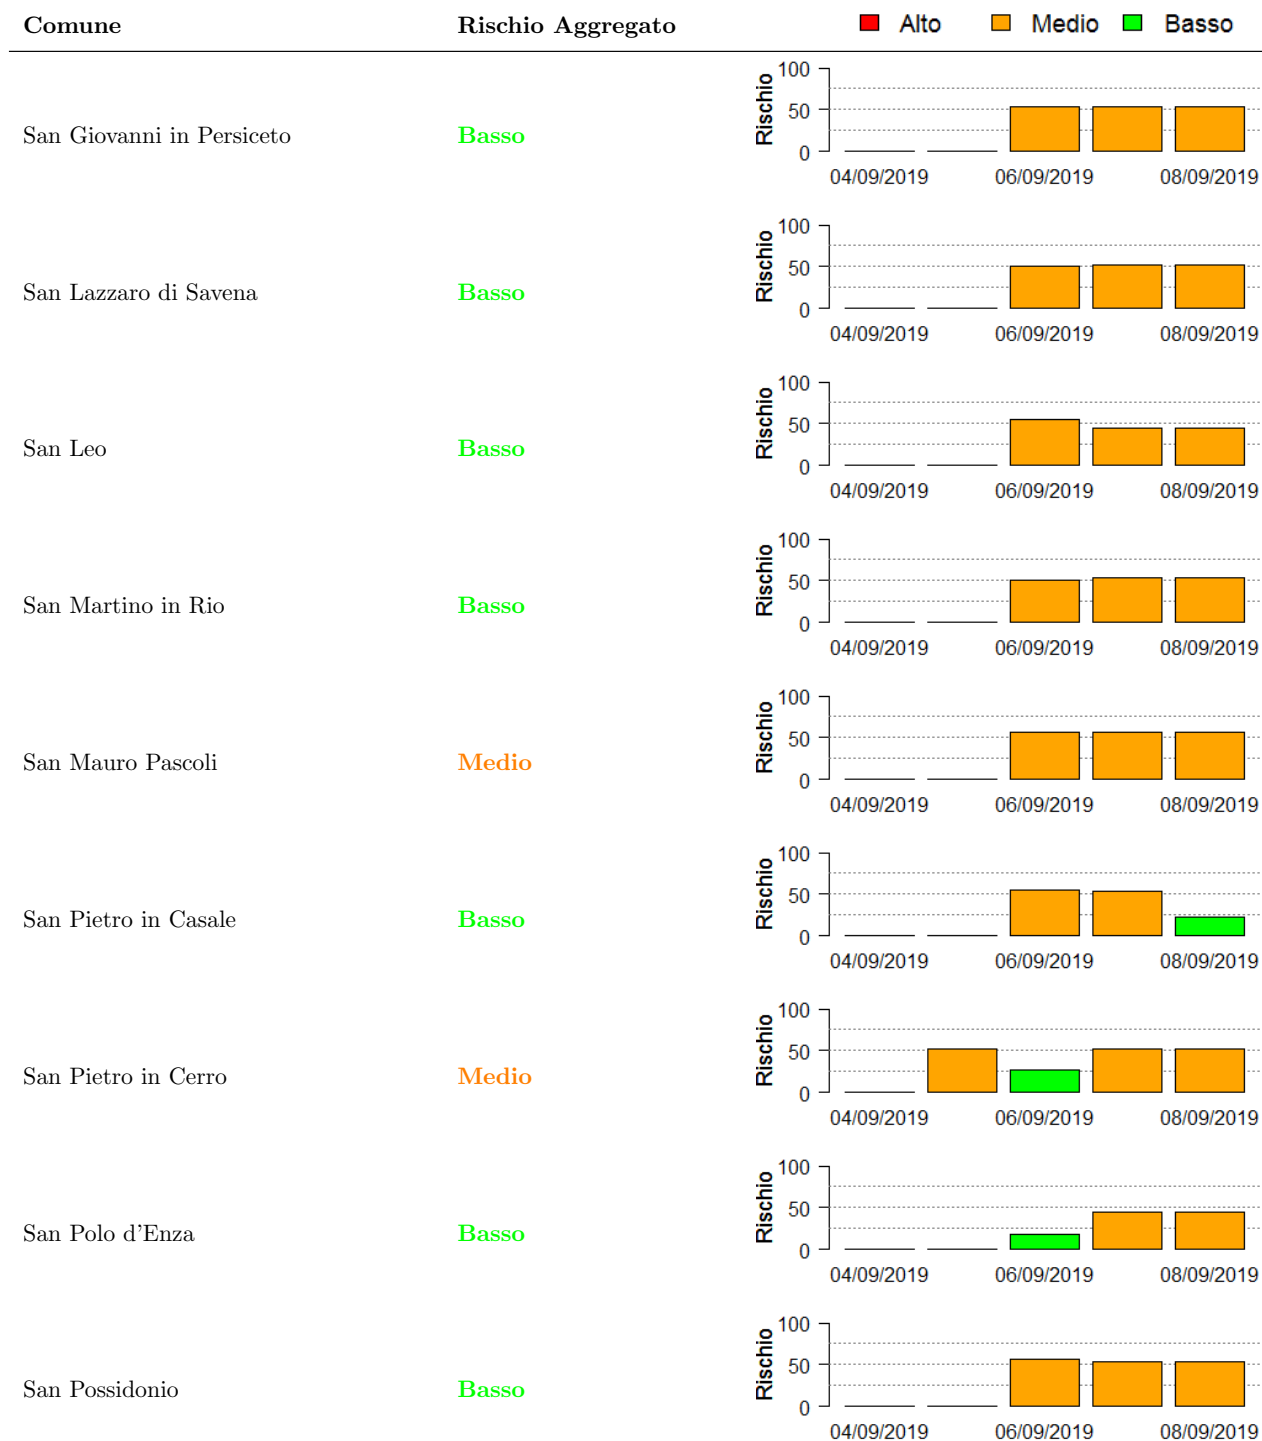 Comune Rischio Aggregato Alto Medio Basso
San Giovanni in Persiceto Basso Rischio 100 50 0
04/09/2019 06/09/2019 08/09/2019
San Lazzaro di Savena Basso Rischio 100 50 0
04/09/2019 06/09/2019 08/09/2019
San Leo Basso Rischio 100 50 0
04/09/2019 06/09/2019 08/09/2019
San Martino in Rio Basso Rischio 100 50 0
04/09/2019 06/09/2019 08/09/2019
San Mauro Pascoli Medio Rischio 100 50 0
04/09/2019 06/09/2019 08/09/2019
San Pietro in Casale Basso Rischio 100 50 0
04/09/2019 06/09/2019 08/09/2019
San Pietro in Cerro Medio Rischio 100 50 0
04/09/2019 06/09/2019 08/09/2019
San Polo d'Enza Basso Rischio 100 50 0
04/09/2019 06/09/2019 08/09/2019
San Possidonio Basso Rischio 100 50 0
04/09/2019 06/09/2019 08/09/2019